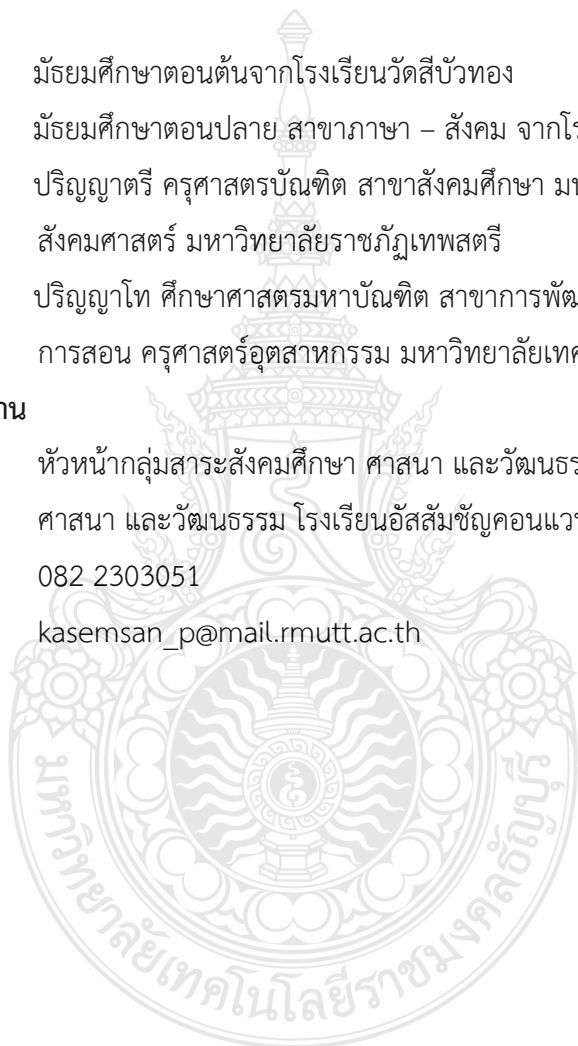 มัธยมศึกษาตอนต้นจากโรงเรียนวัดสีบัวทอง
มัธยมศึกษาตอนปลาย สาขาภาษา – สังคม จาก
ปริญญาตรี ครุศาสตรบัณฑิต สาขาสังคมศึกษา
สังคมศาสตร์ มหาวิทยาลัยราชภัฏเทพสตรี
ปริญญาโท ศึกษาศาสตรมหาบัณฑิต สาขาการ
การสอน ครุศาสตร์อุตสาหกรรม
หัวหน้ากลุ่มสาระสังคมศึกษา ศาสนา และ
ศาสนา และวัฒนธรรม โรงเรียนอัสสัมชัญ
082 2303051
kasemsan_p@mail.rmutt.ac.th
มหาวิทยาลัยเทคโนโลยีราชมงคลธัญบุรี